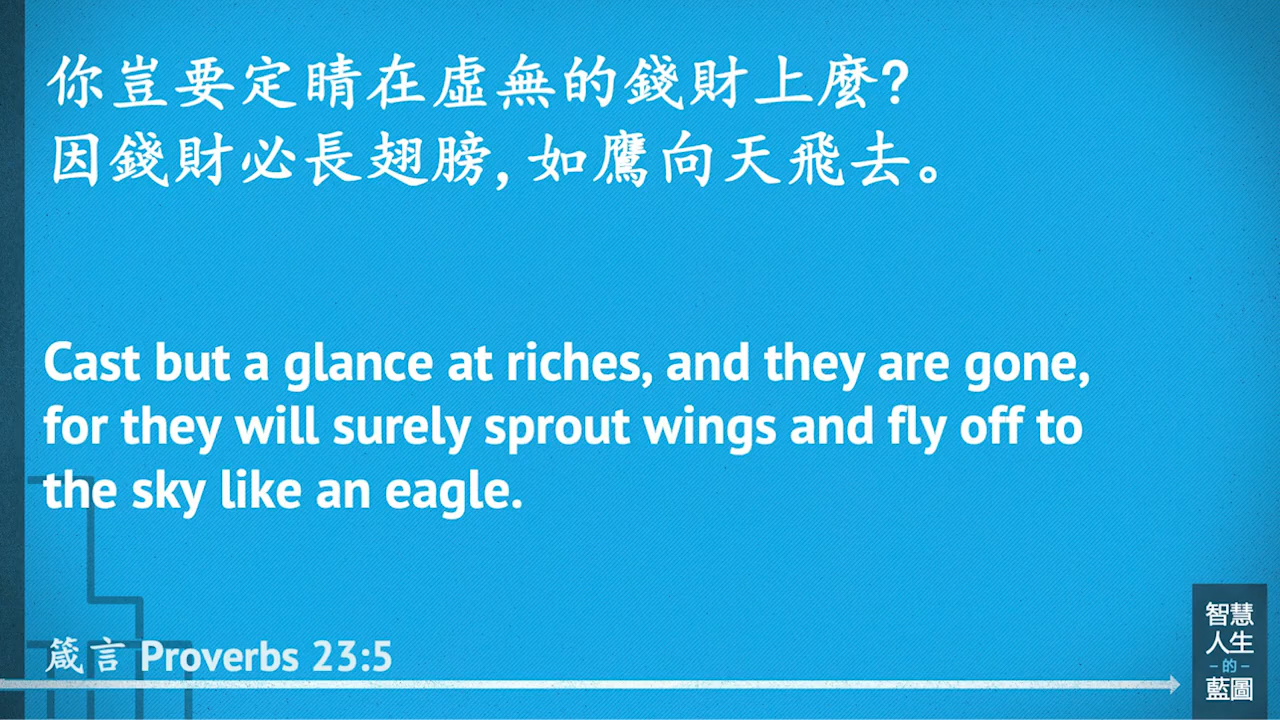 你豈要定睛在虛無的錢財上麼?
因錢財必長翅膀, 如鷹向天飛去。
Cast but a glance at riches, and they are gone,
for they will surely sprout wings and fly off to
the sky like an eagle.
箴言 Proverbs 23:5
智慧
人生
-的-
藍圖